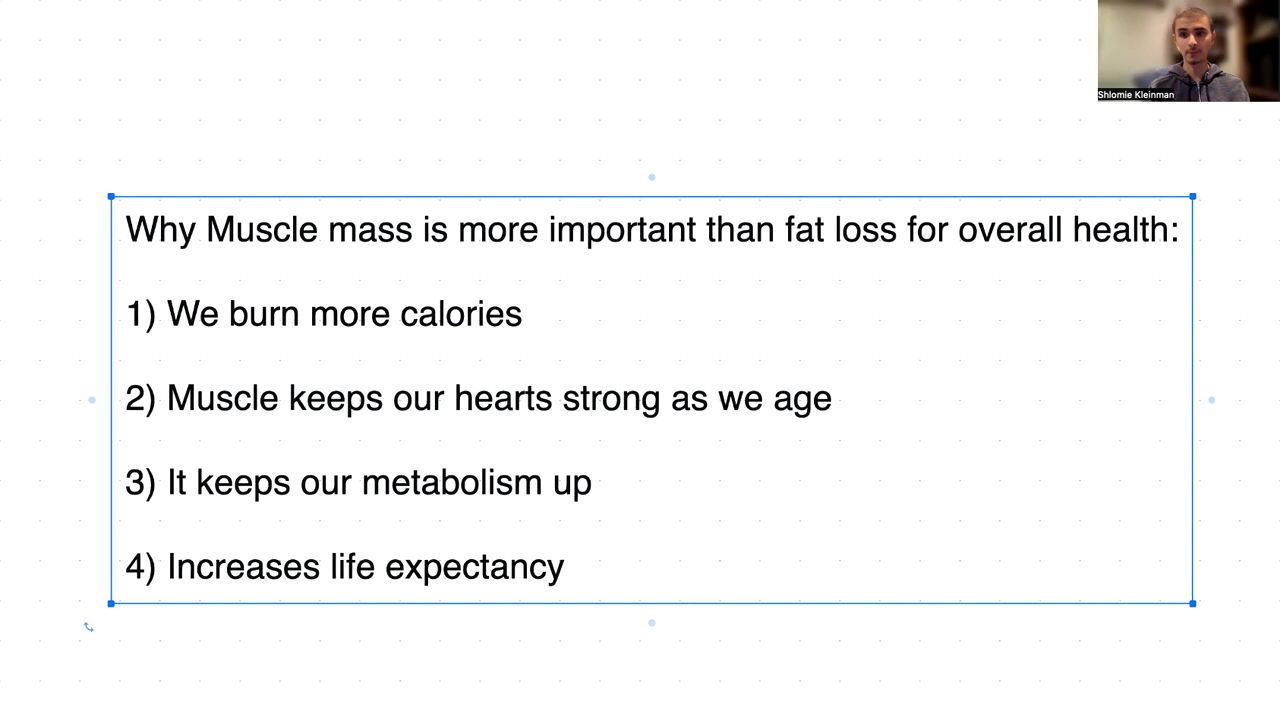 Shlomie Kleinman
Why Muscle mass is more important than fat loss for overall health:
1) We burn more calories
2) Muscle keeps our hearts strong as we age
3) It keeps our metabolism up
4) Increases life expectancy